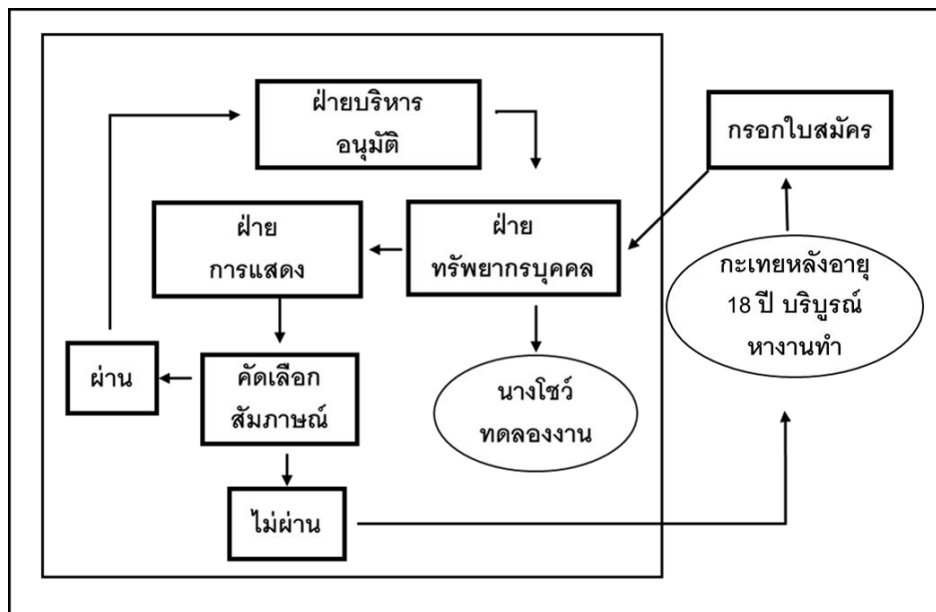 ฝ่ายบริหาร
อนุมัติ
กรอกใบสมัคร
ฝ่าย
การแสดง
ฝ่าย
ทรัพยากรบุคคล
กะเทยหลังอายุ
18 ปี บริบูรณ์
หางานทำ
ผ่าน
คัดเลือก
สัมภาษณ์
นางโชว์
ทดลองงาน
ไม่ผ่าน